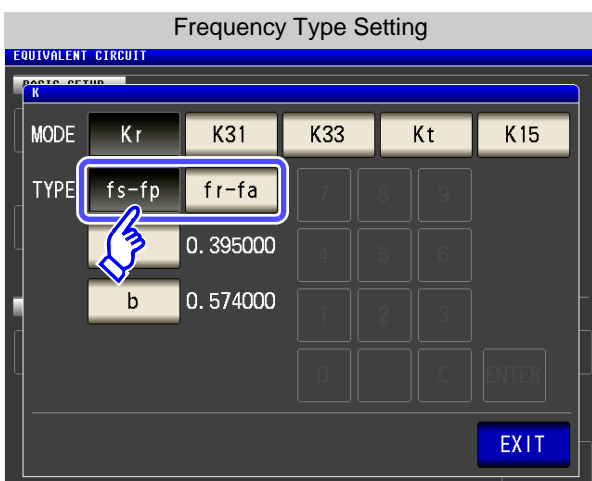 Frequency Type Setting
EQUIVALENT CIRCUIT
K
MODE Kr K31 K33 Kt K15
TYPE fs-fp fr-fa 7 8 9
0.395000 4 5 6
b 0.574000 1 2 3
0 . C ENTER
EXIT